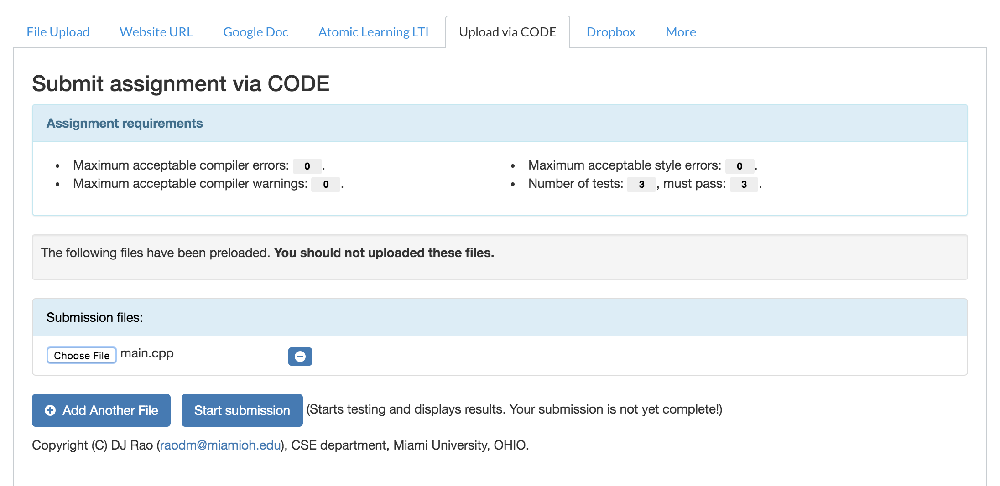 File Upload Website URL Google Doc Atomic Learning LTI Upload via CODE Dropbox More
Submit assignment via CODE
Assignment requirements
• Maximum acceptable compiler errors: 0.
• Maximum acceptable compiler warnings: 0.
• Maximum acceptable style errors: 0.
• Number of tests: 3, must pass: 3.
The following files have been preloaded. You should not uploaded these files.
Submission files:
Choose File main.cpp
Add Another File Start submission (Starts testing and displays results. Your submission is not yet complete!)
Copyright (C) DJ Rao (raodm@miamioh.edu), CSE department, Miami University, OHIO.